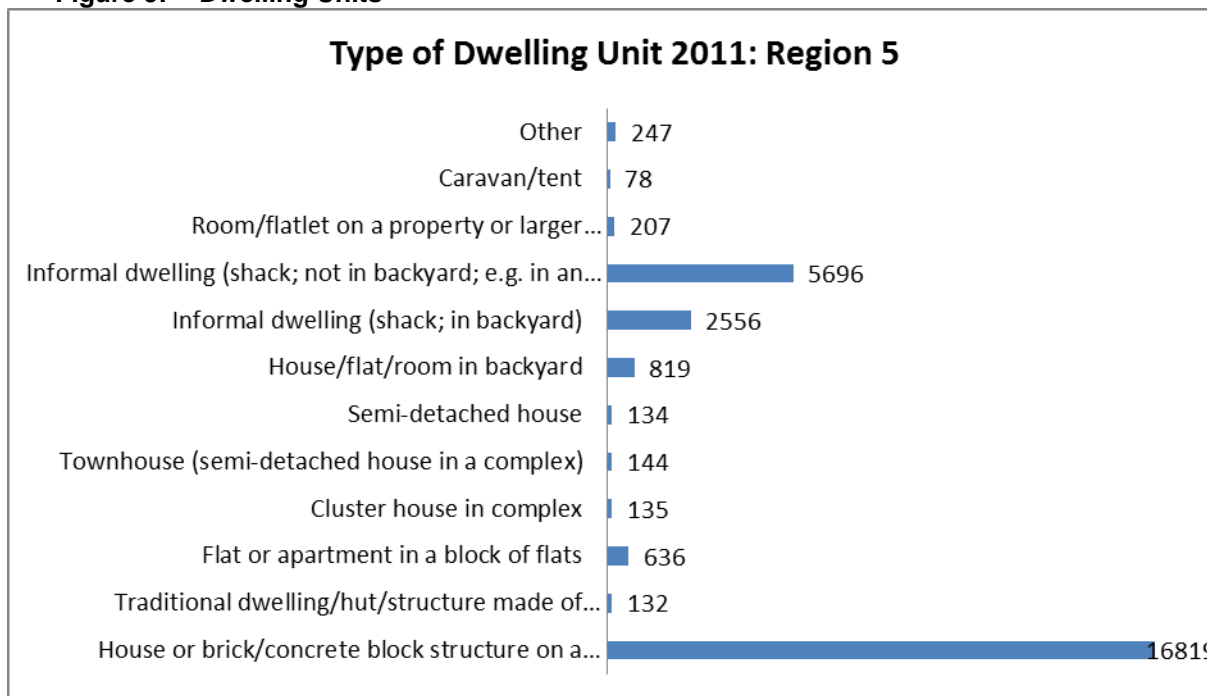 Type of Dwelling Unit 2011: Region 5
Other 247
Caravan/tent 78
Room/flatlet on a property or larger... 207
Informal dwelling (shack; not in backyard; e.g. in an... 5696
Informal dwelling (shack; in backyard) 2556
House/flat/room in backyard 819
Semi-detached house 134
Townhouse (semi-detached house in a complex) 144
Cluster house in complex 135
Flat or apartment in a block of flats 636
Traditional dwelling/hut/structure made of... 132
House or brick/concrete block structure on a... 16819